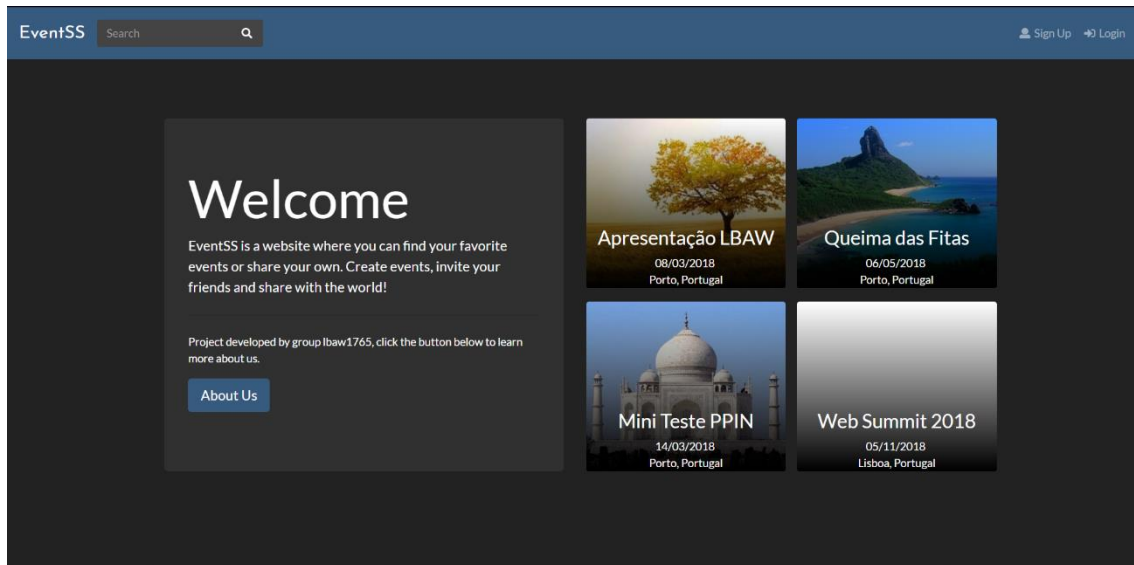 EventSS
Search
Sign Up
Login
Welcome
EventSS is a website where you can find your favorite
events or share your own. Create events, invite your
friends and share with the world!
Project developed by group lbaw1765, click the button below to learn
more about us.
About Us
Apresentação LBAW
08/03/2018
Porto, Portugal
Queima das Fitas
06/05/2018
Porto, Portugal
Mini Teste PPIN
14/03/2018
Porto, Portugal
Web Summit 2018
05/11/2018
Lisboa, Portugal